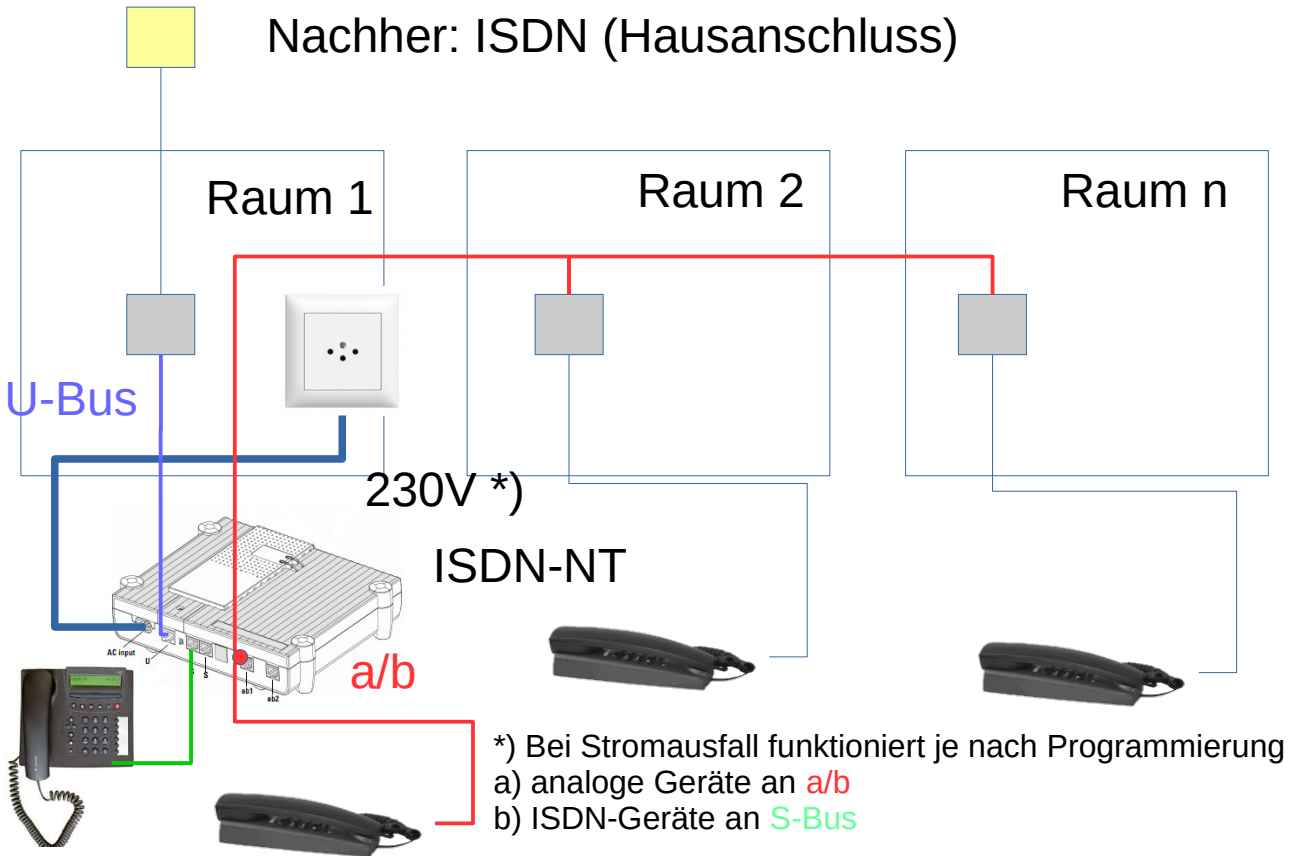 Nachher: ISDN (Hausanschluss)
Raum 1
Raum 2
Raum n
U-Bus
230V *)
ISDN-NT
AC input
U
S
S
ab1
ab2
a/b
*) Bei Stromausfall funktioniert je nach Programmierung
a) analoge Geräte an a/b
b) ISDN-Geräte an S-Bus